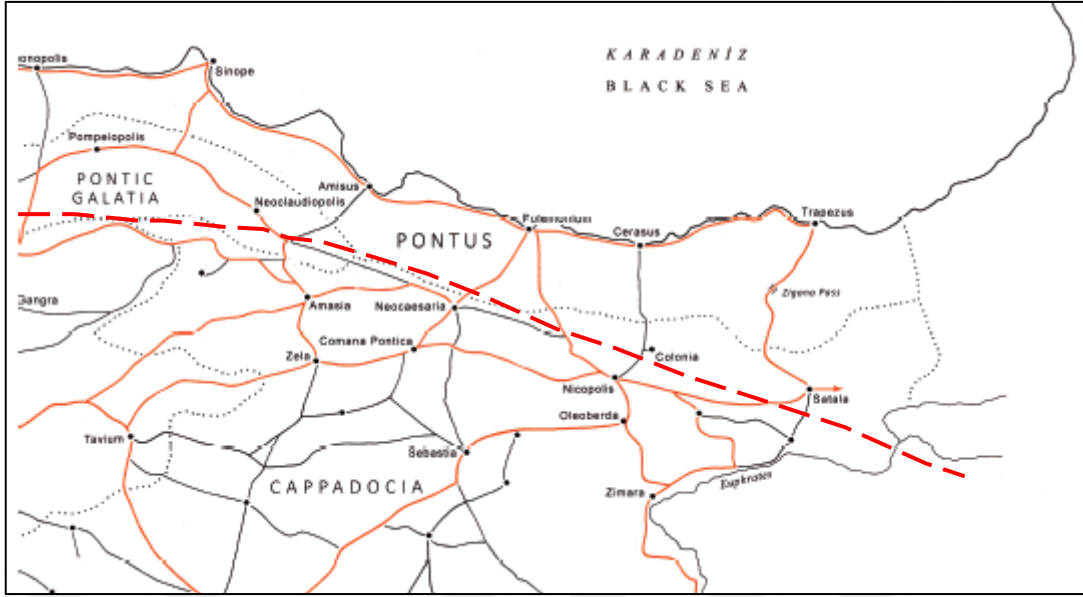 KARADENİZ
BLACK SEA
onopolis
Sinope
Pompeiopolis
PONTIC
GALATIA
Neoclaudiopolis
Amisus
PONTUS
Cerasus
Trapezus
Zigana Pass
Gangra
Amasia
Neocaesaria
Comana Pontica
Zela
Colonia
Nicopolis
Satala
Oleoberda
Tavium
Sebastia
CAPPADOCIA
Euphrates
Zimara